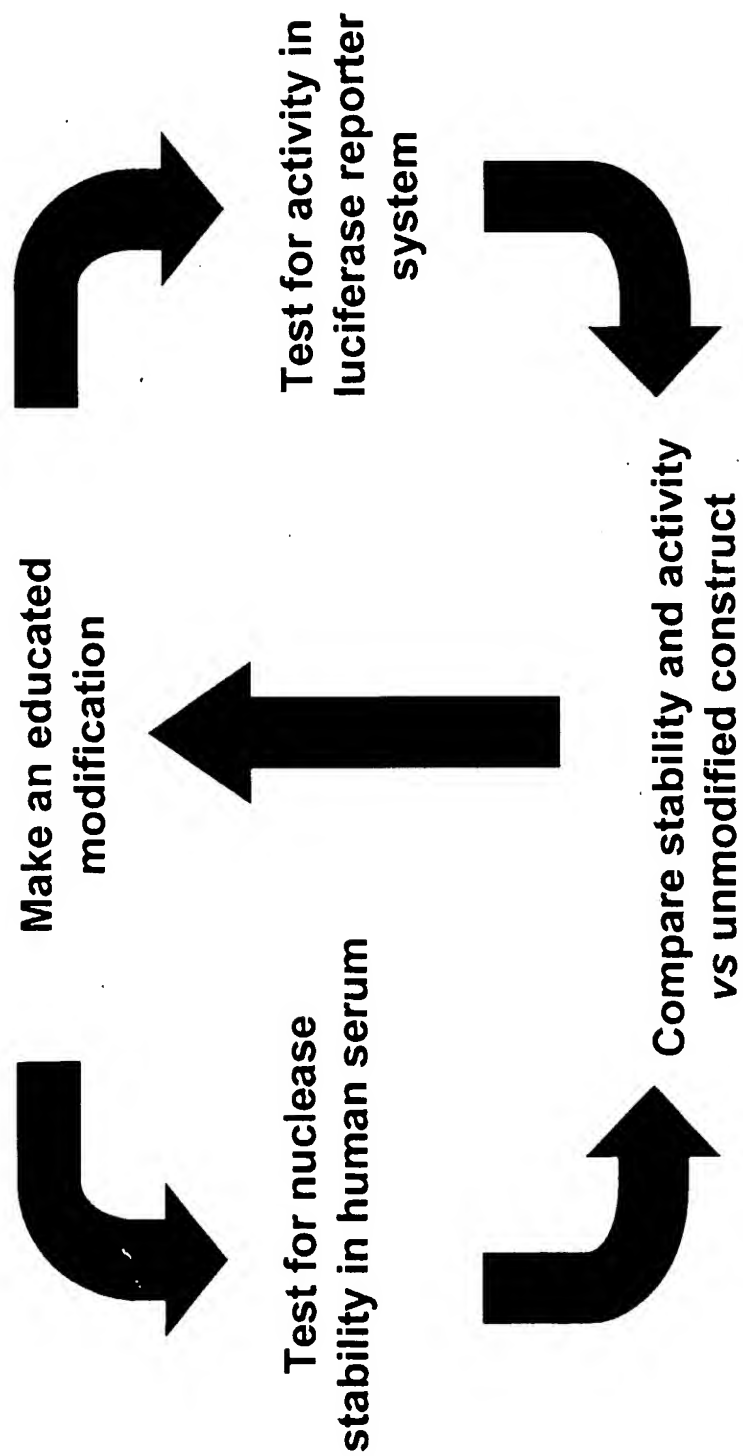 Make an educated
modification
Test for nuclease
stability in human serum
Test for activity in
luciferase reporter
system
Compare stability and activity
vs unmodified construct